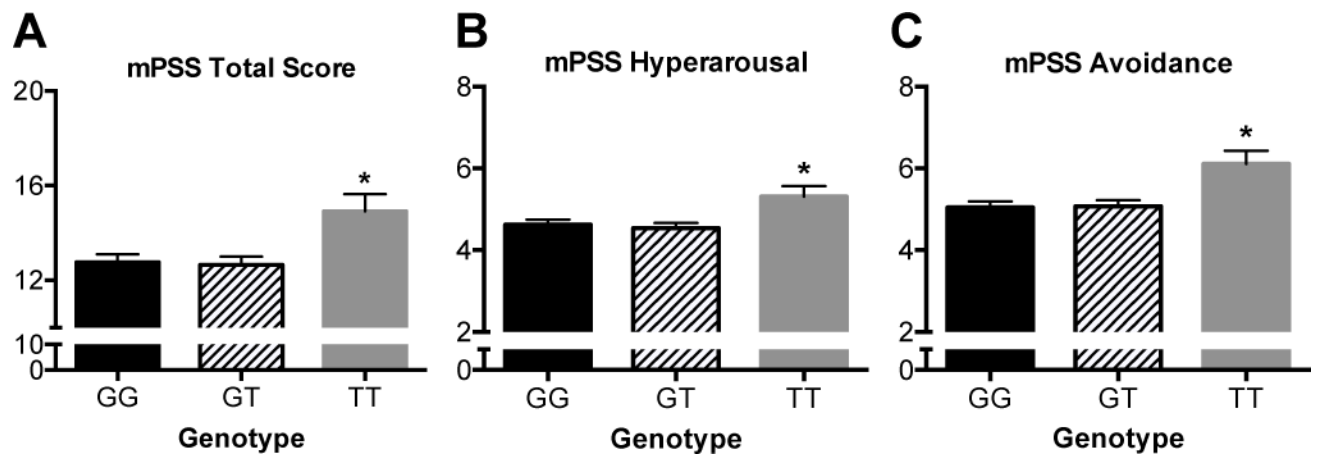 A
mPSS Total Score
20
16
*
12
10
0
GG GT TT
Genotype
B
mPSS Hyperarousal
8
6
*
4
2
0
GG GT TT
Genotype
C
mPSS Avoidance
8
*
6
4
2
0
GG GT TT
Genotype